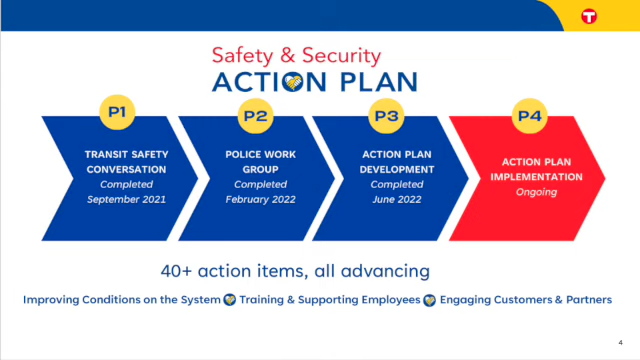 T
Safety & Security
ACTION PLAN
P1
P2
P3
P4
TRANSIT SAFETY
CONVERSATION
Completed
September 2021
POLICE WORK
GROUP
Completed
February 2022
ACTION PLAN
DEVELOPMENT
Completed
June 2022
ACTION PLAN
IMPLEMENTATION
Ongoing
40+ action items, all advancing
Improving Conditions on the System Training & Supporting Employees Engaging Customers & Partners
4